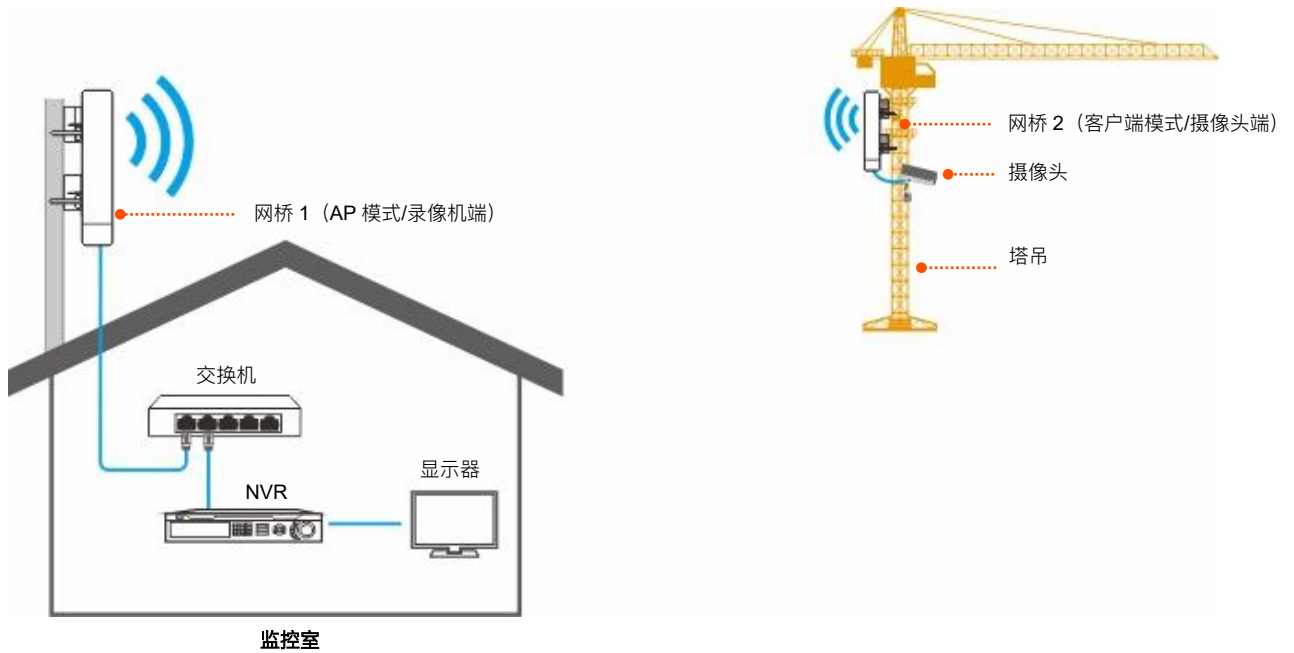 网桥 2（客户端模式/摄像头端）
摄像头
网桥 1（AP 模式/录像机端）
塔吊
交换机
显示器
NVR
监控室